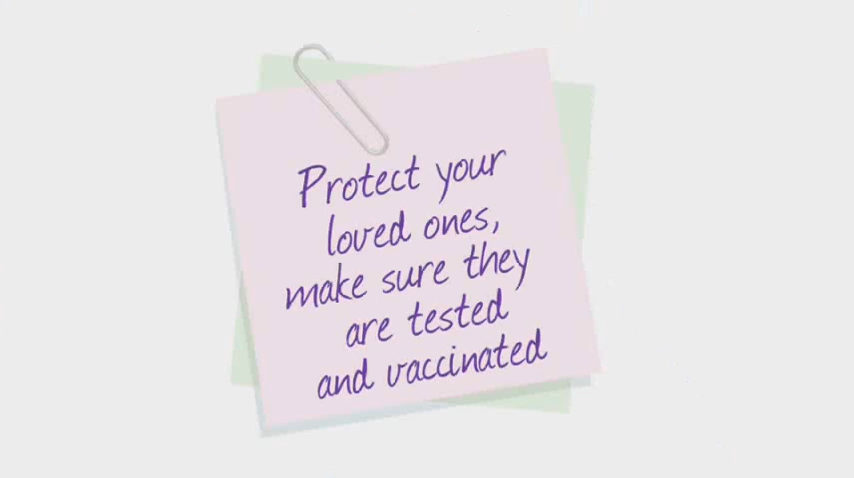 Protect your
loved ones,
make sure they
are tested
and vaccinated